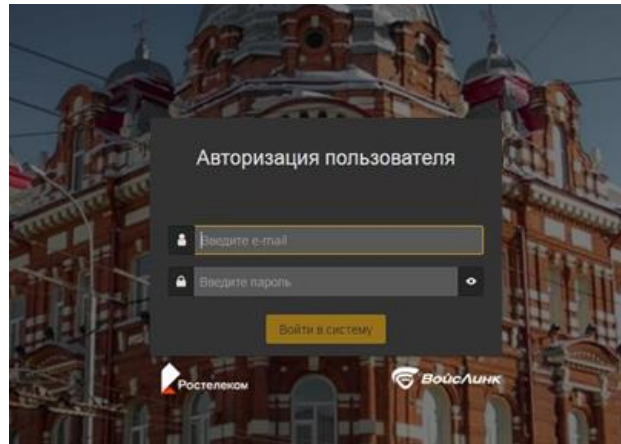 Авторизация пользователя
Введите e-mail
Введите пароль
Войти в систему
Ростелеком
ВойсЛинк